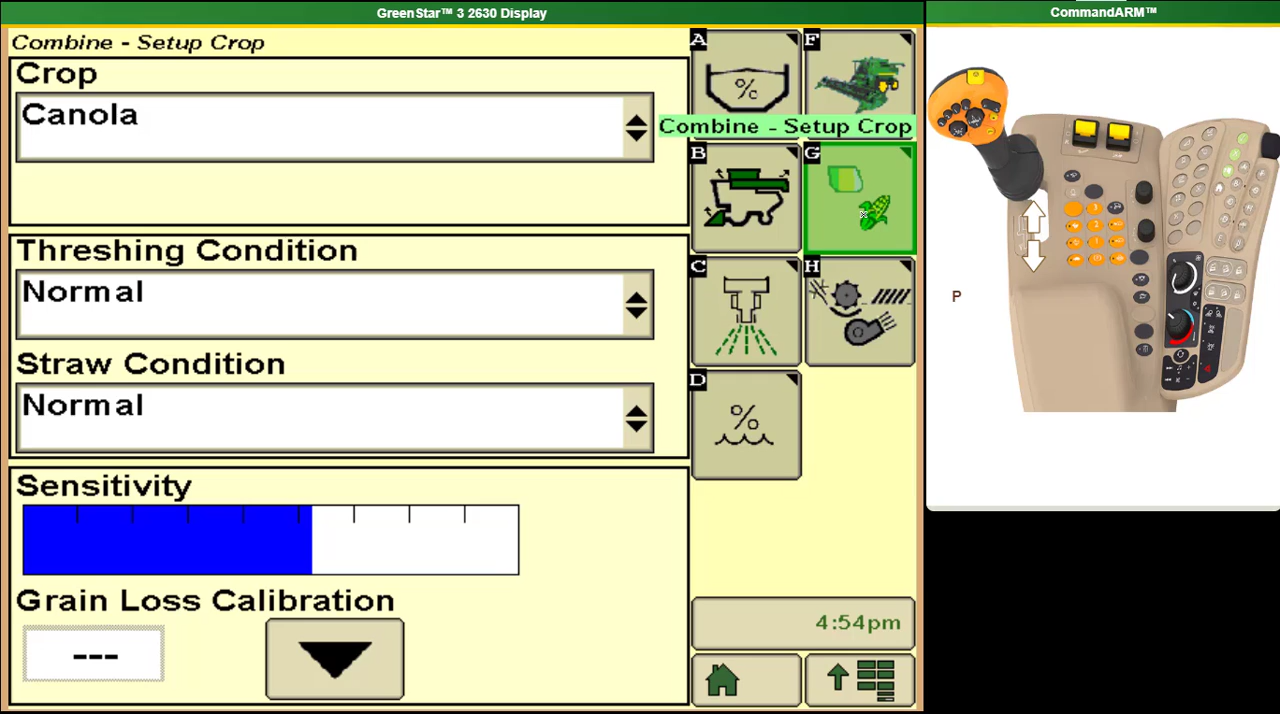 GreenStar™ 3 2630 Display
CommandARM™
Combine - Setup Crop
Crop
Canola
Threshing Condition
Normal
Straw Condition
Normal
Sensitivity
Grain Loss Calibration
---
A
%
F
Combine - Setup Crop
B
G
C
H
D
%
4:54pm
P